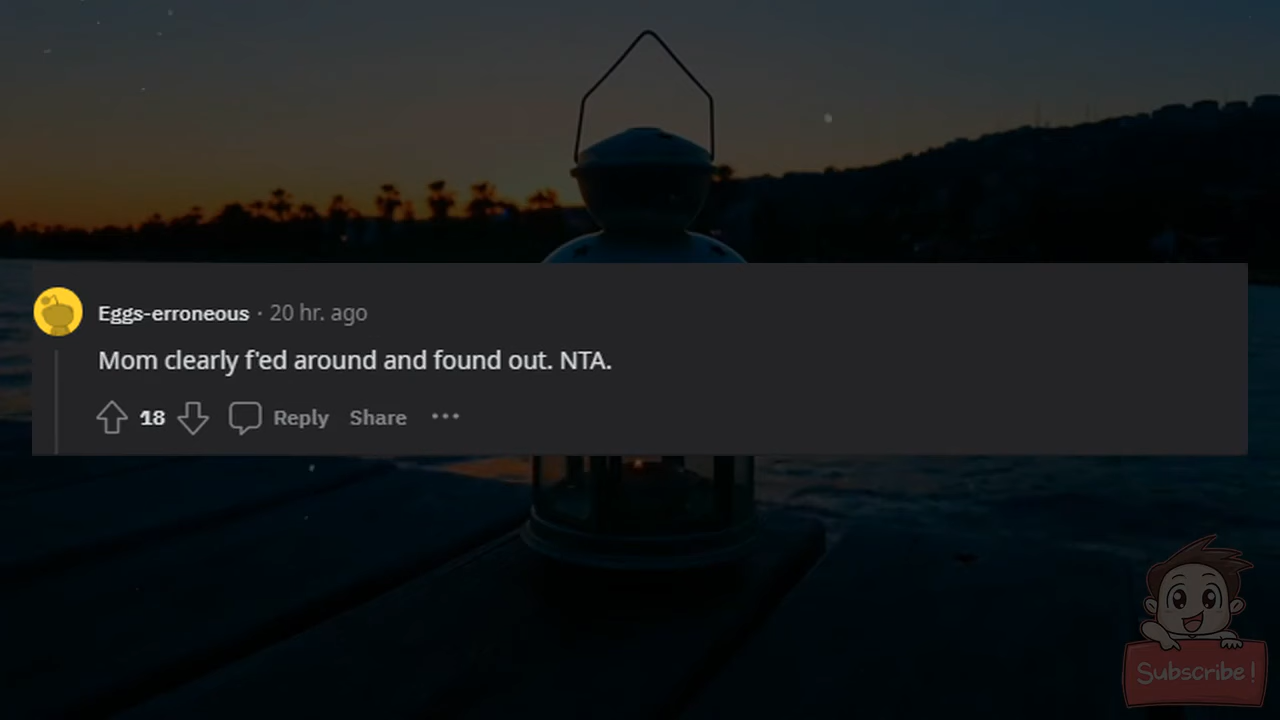 Eggs-erroneous · 20 hr. ago
Mom clearly f'ed around and found out. NTA.
18 Reply Share •••
Subscribe!